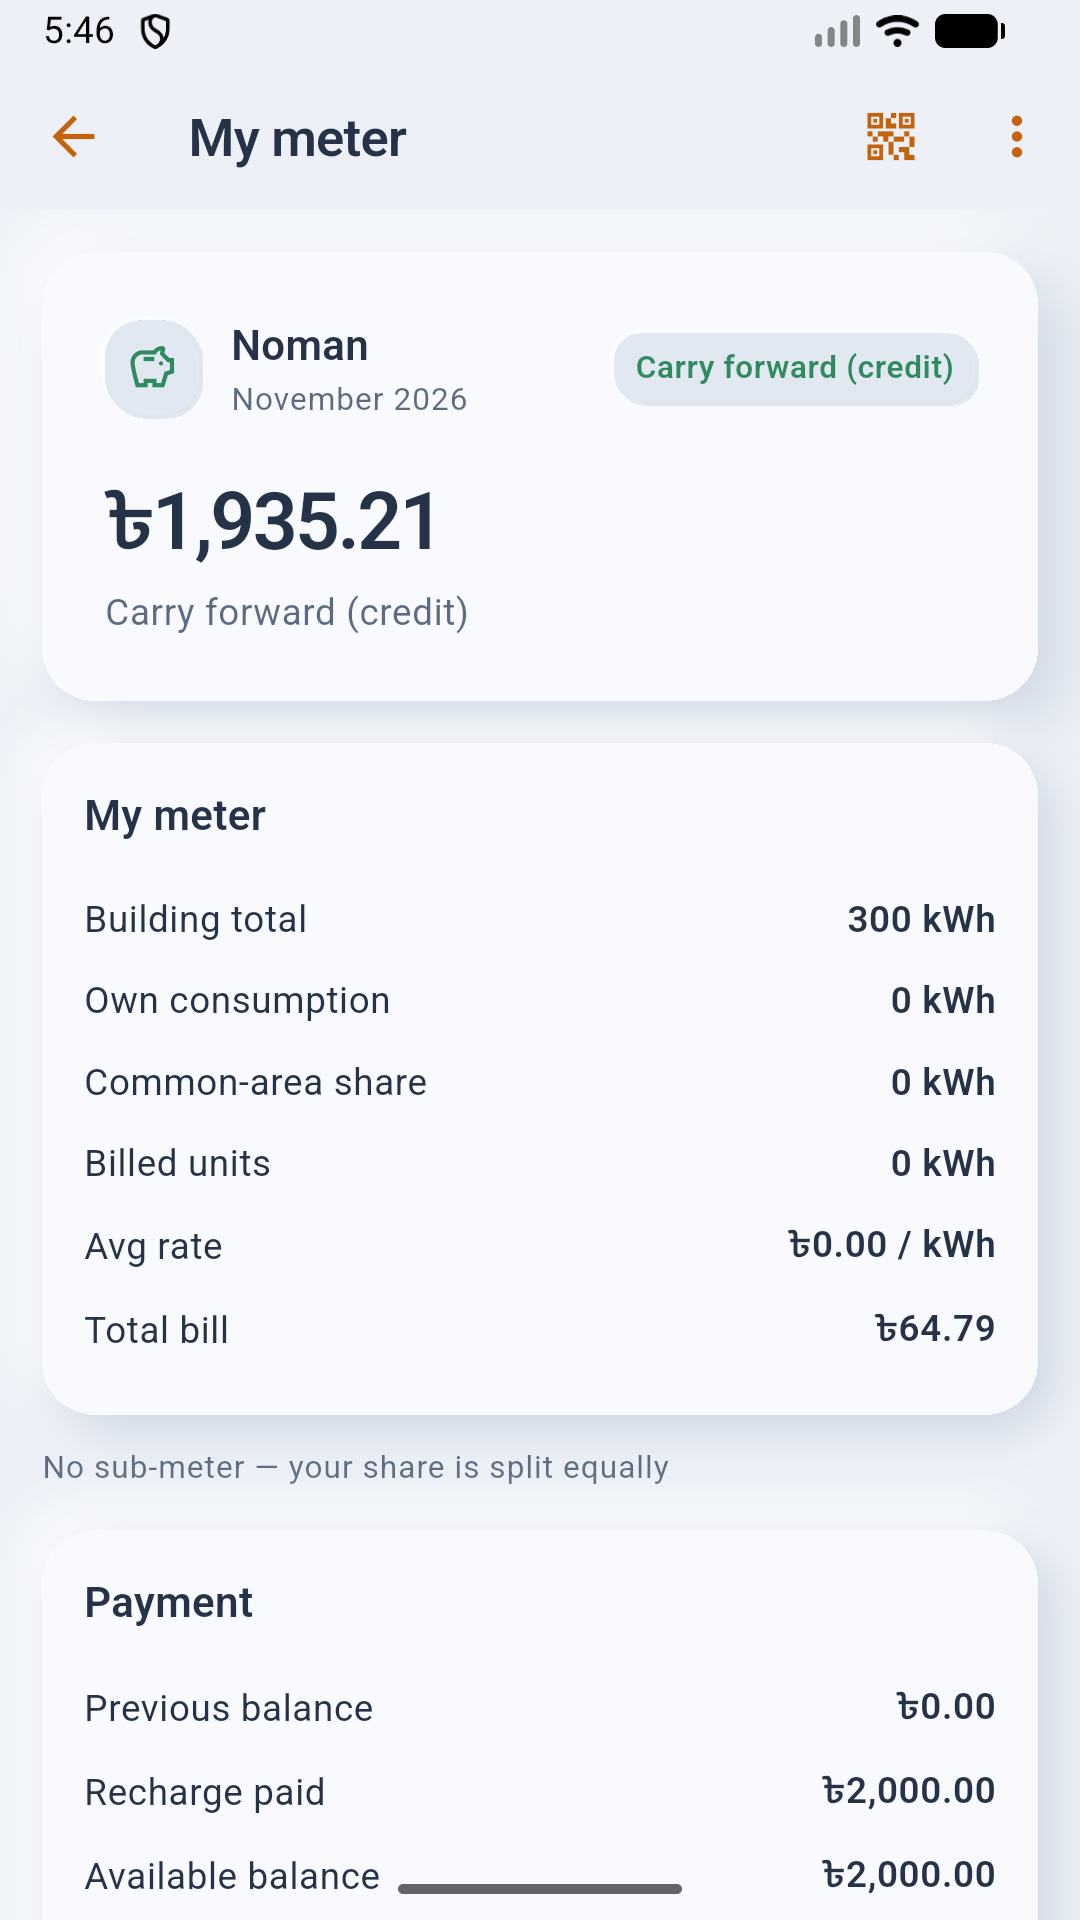 5:46
My meter
Noman
November 2026
Carry forward (credit)
৳1,935.21
Carry forward (credit)
My meter
Building total 300 kWh
Own consumption 0 kWh
Common-area share 0 kWh
Billed units 0 kWh
Avg rate ৳0.00 / kWh
Total bill ৳64.79
No sub-meter — your share is split equally
Payment
Previous balance ৳0.00
Recharge paid ৳2,000.00
Available balance ৳2,000.00